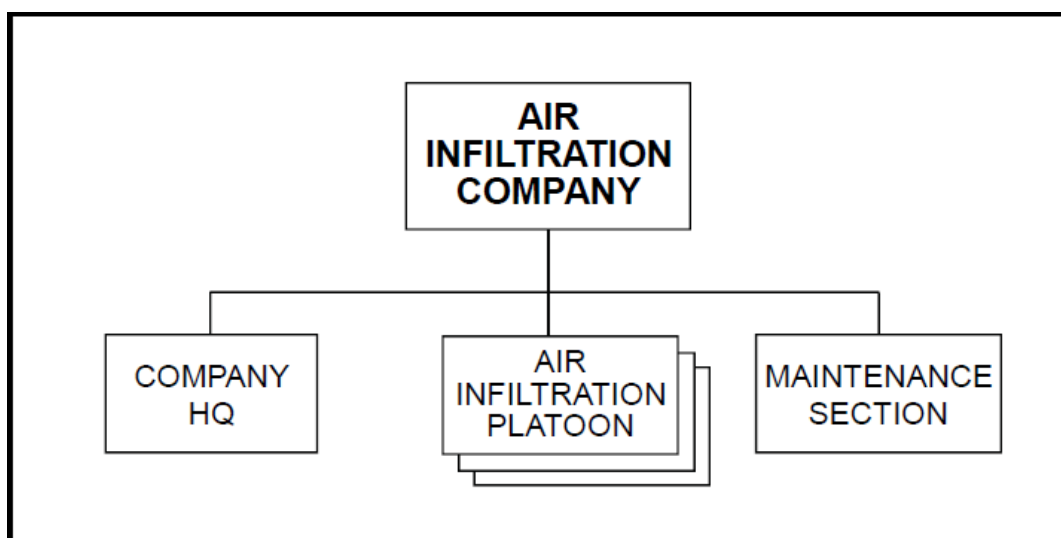 AIR
INFILTRATION
COMPANY
COMPANY
HQ
AIR
INFILTRATION
PLATOON
MAINTENANCE
SECTION